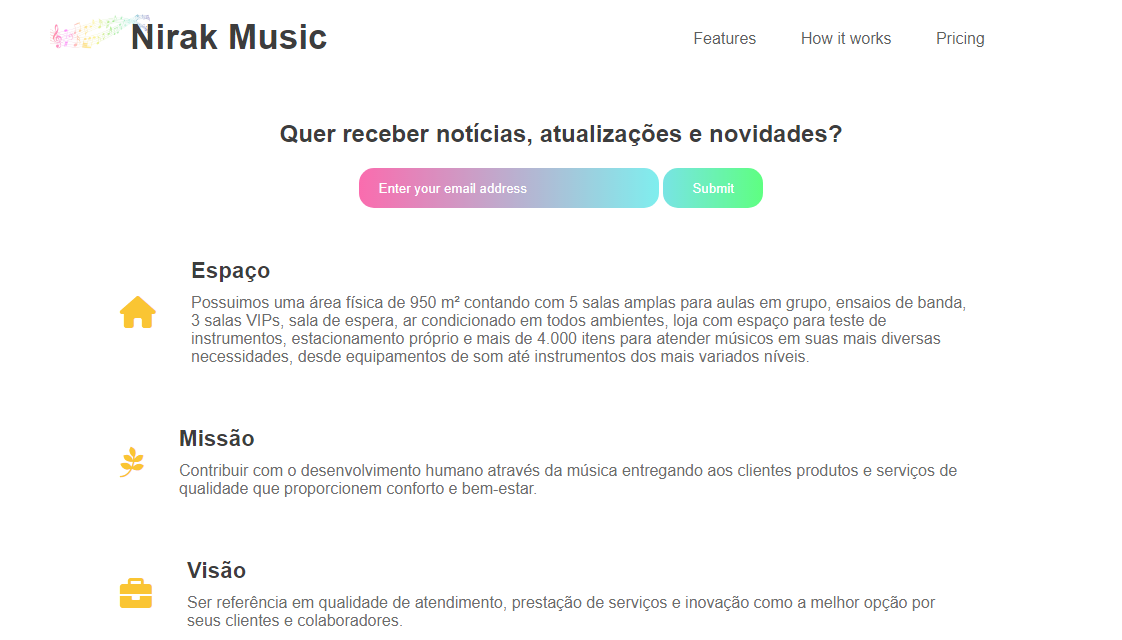 Nirak Music
Features
How it works
Pricing
Quer receber notícias, atualizações e novidades?
Enter your email address
Submit
Espaço
Possuimos uma área física de 950 m² contando com 5 salas amplas para aulas em grupo, ensaios de banda,
3 salas VIPs, sala de espera, ar condicionado em todos ambientes, loja com espaço para teste de
instrumentos, estacionamento próprio e mais de 4.000 itens para atender músicos em suas mais diversas
necessidades, desde equipamentos de som até instrumentos dos mais variados níveis.
Missão
Contribuir com o desenvolvimento humano através da música entregando aos clientes produtos e serviços de
qualidade que proporcionem conforto e bem-estar.
Visão
Ser referência em qualidade de atendimento, prestação de serviços e inovação como a melhor opção por
seus clientes e colaboradores.